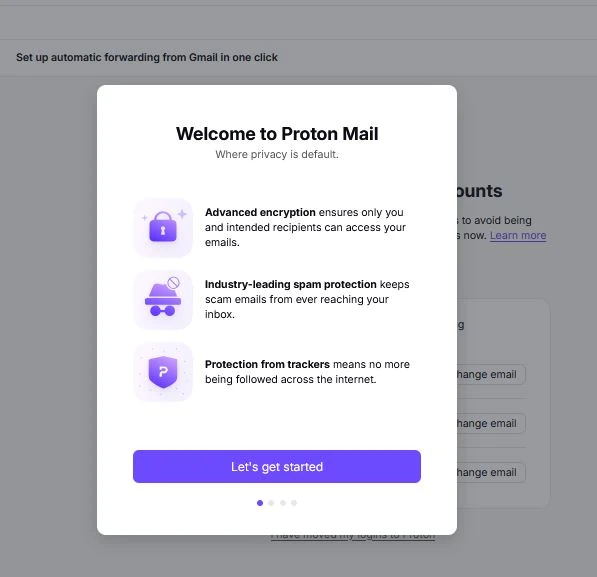 Set up automatic forwarding from Gmail in one click
Welcome to Proton Mail
Where privacy is default.
Advanced encryption ensures only you
and intended recipients can access your
emails.
Industry-leading spam protection keeps
scam emails from ever reaching your
inbox.
Protection from trackers means no more
being followed across the internet.
Let's get started
to avoid being
now. Learn more
hange email
hange email
hange email
I have moved my logins to Proton